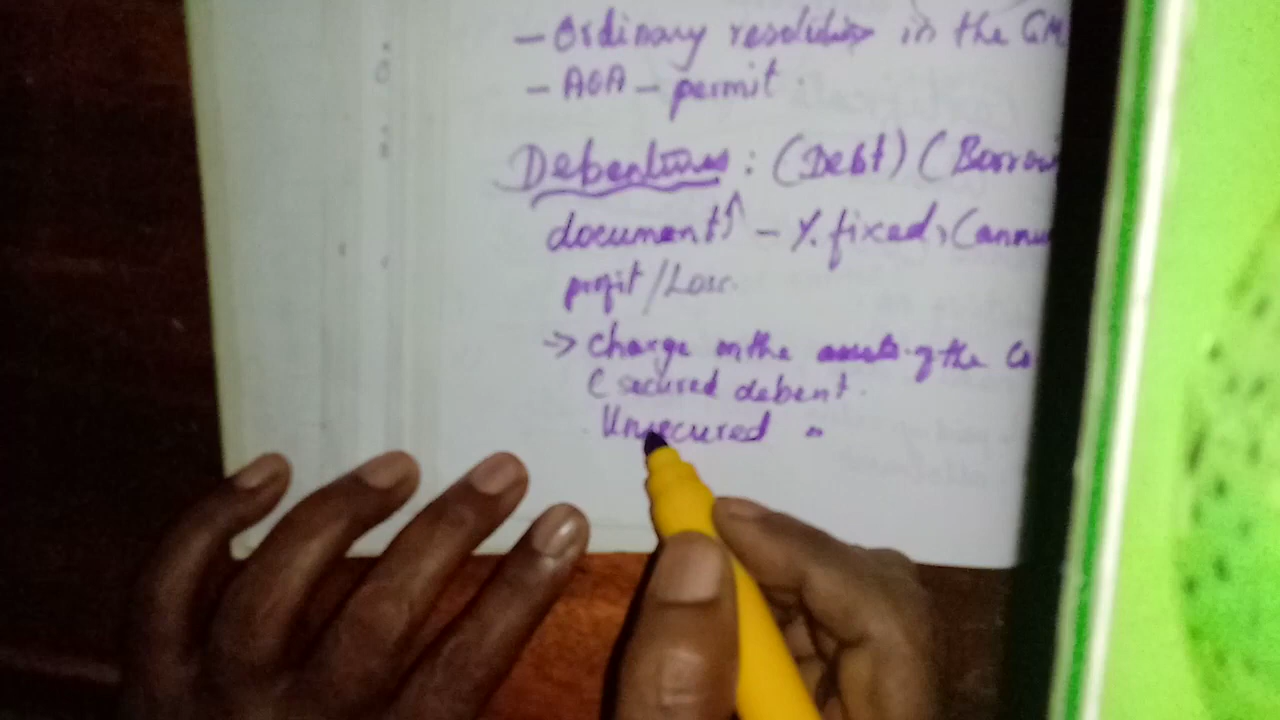 - Ordinary resolution in the GM
- AOA - permit.
Debentures : (Debt) (Borrow
document) - %. fixed, (annu
profit/Loss.
-> Charge on the assets of the Co
( secured debent.
Unsecured "